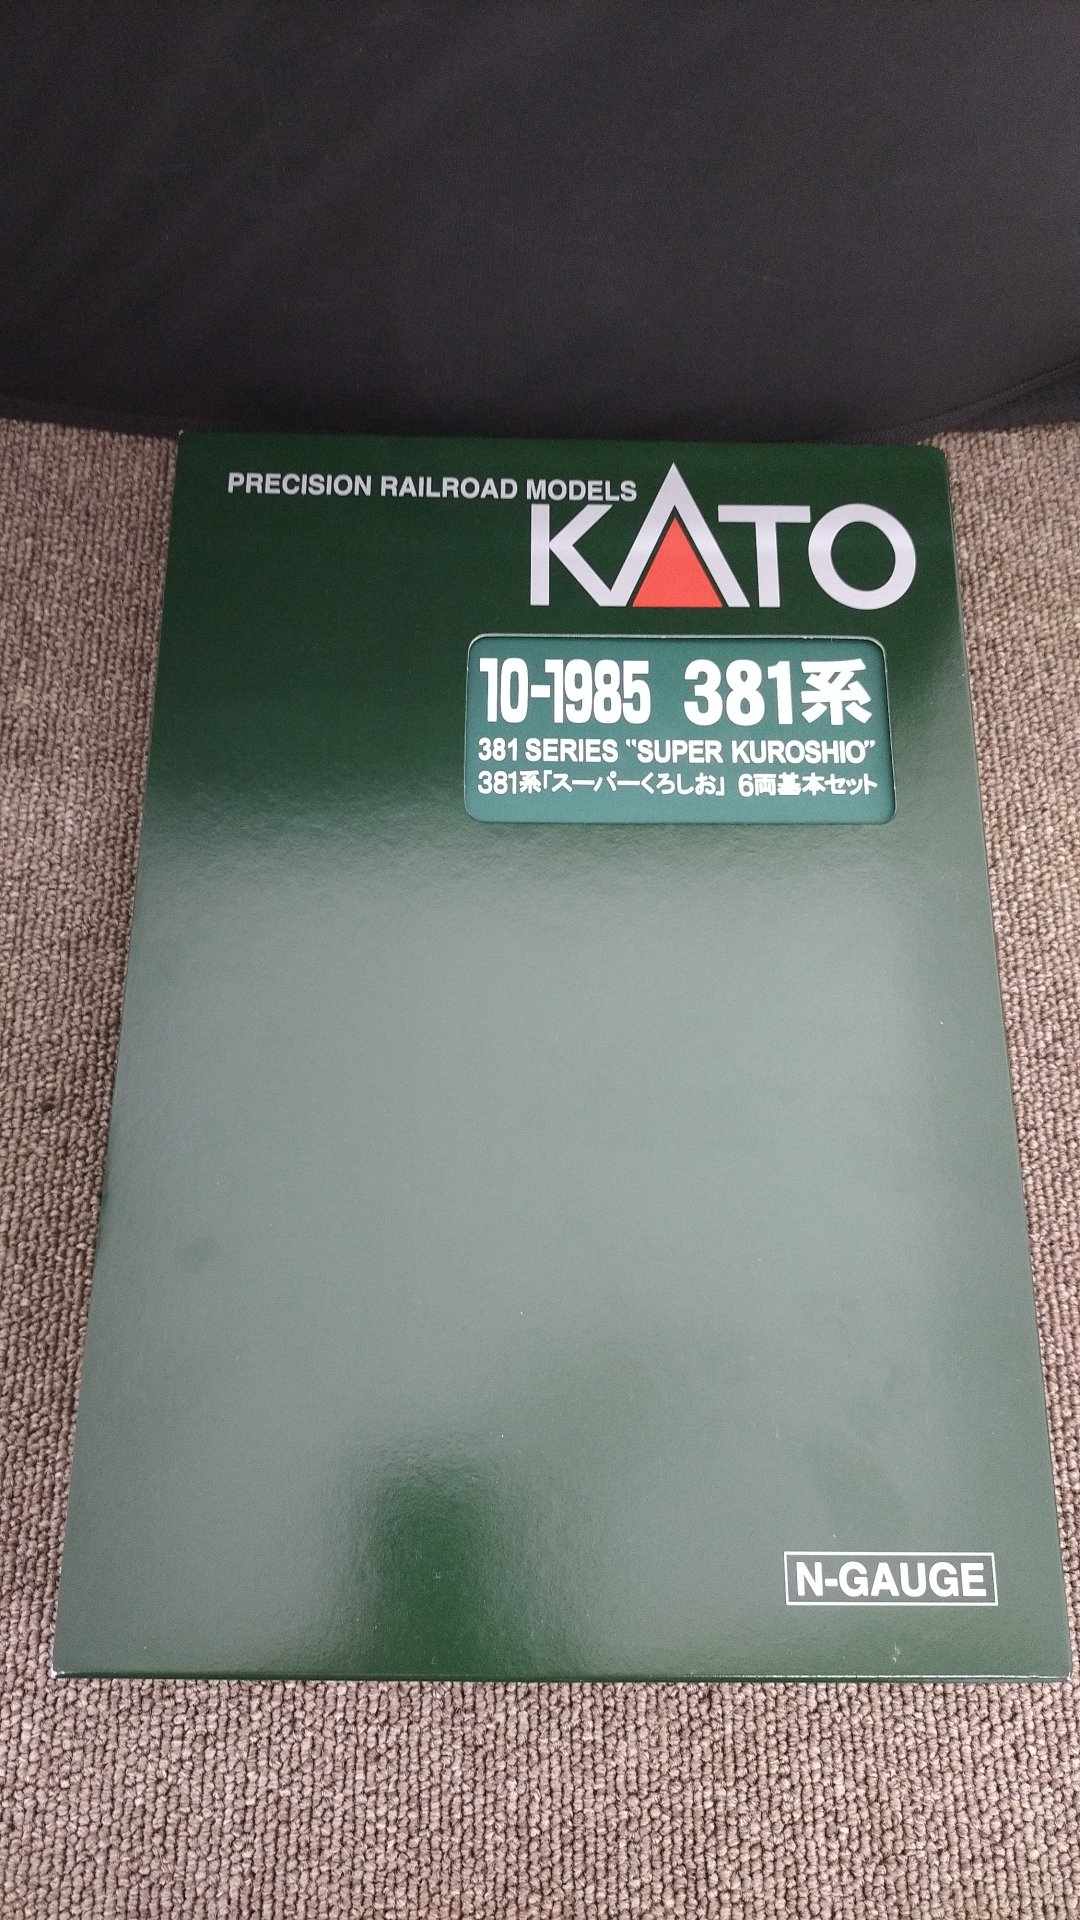 PRECISION RAILROAD MODELS
KATO
10-1985 381系
381 SERIES "SUPER KUROSHIO"
381系「スーパーくろしお」 6両基本セット
N-GAUGE